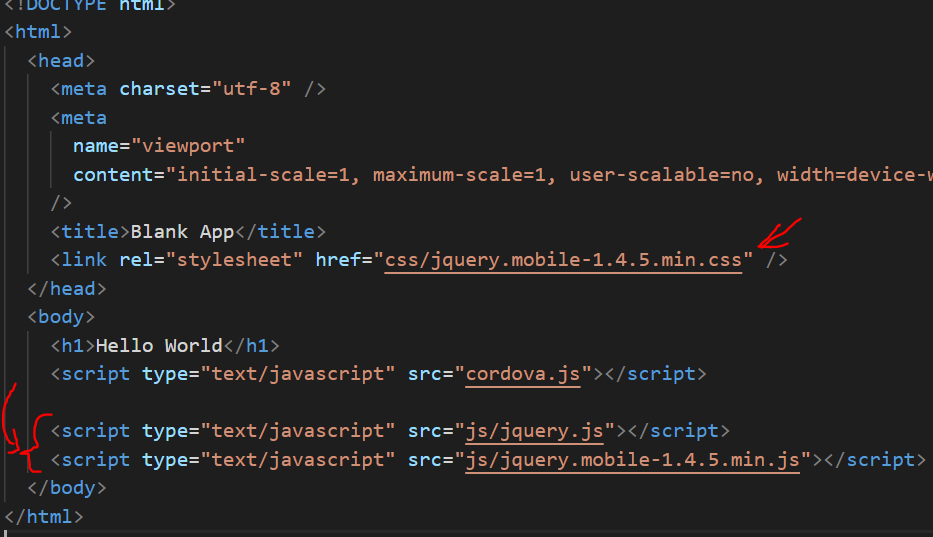 <!DOCTYPE html>
<html>
<head>
<meta charset="utf-8" />
<meta
name="viewport"
content="initial-scale=1, maximum-scale=1, user-scalable=no, width=device-w
/>
<title>Blank App</title>
<link rel="stylesheet" href="css/jquery.mobile-1.4.5.min.css" />
</head>
<body>
<h1>Hello World</h1>
<script type="text/javascript" src="cordova.js"></script>
<script type="text/javascript" src="js/jquery.js"></script>
<script type="text/javascript" src="js/jquery.mobile-1.4.5.min.js"></script>
</body>
</html>